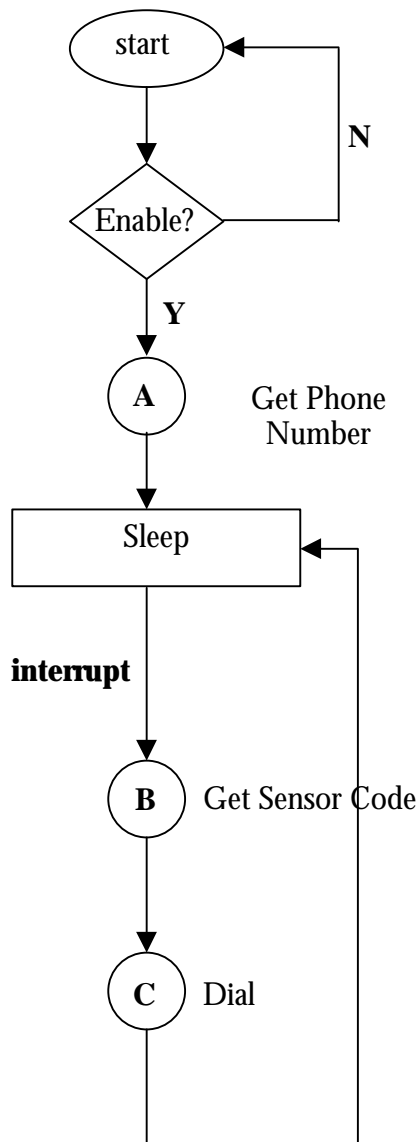 start
N
Enable?
Y
A
Get Phone
Number
Sleep
interrupt
B
Get Sensor Code
C
Dial